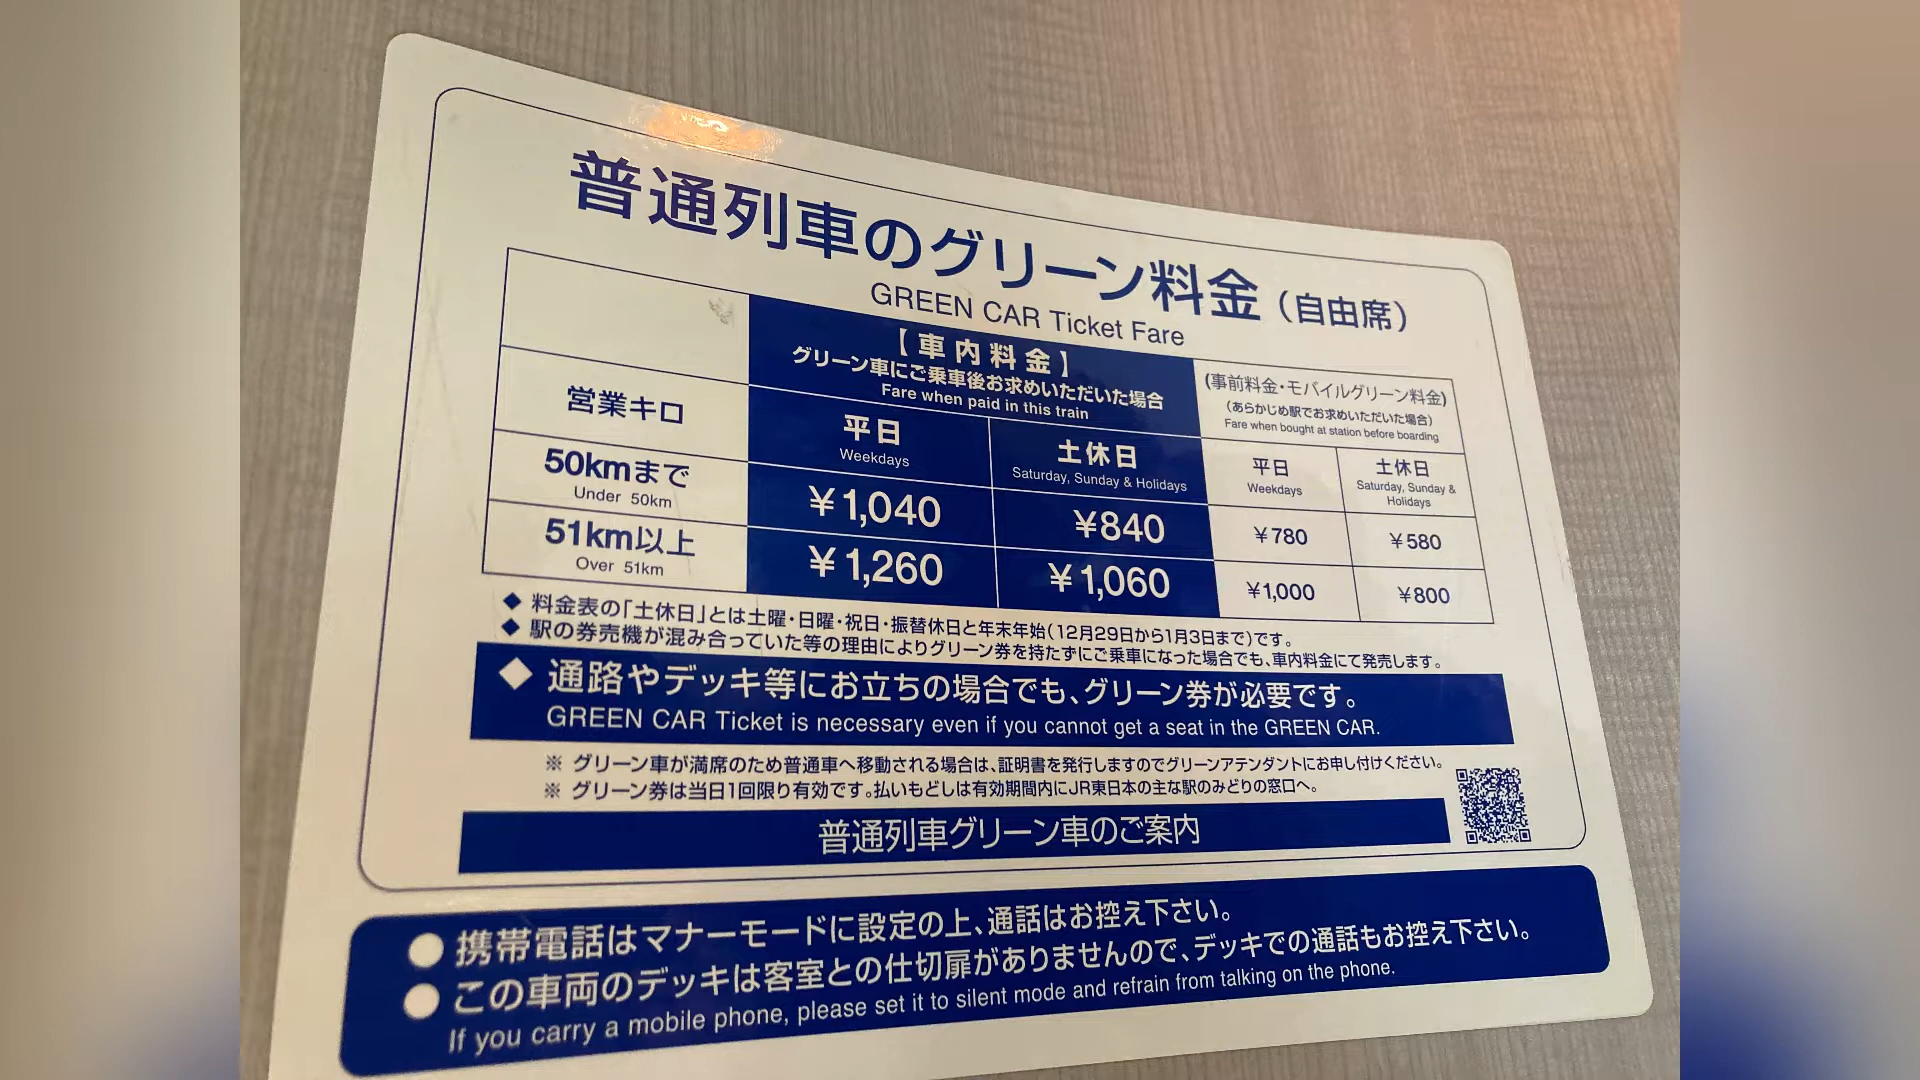 普通列車のグリーン料金（自由席）
GREEN CAR Ticket Fare
【車内料金】
グリーン車にご乗車後お求めいただいた場合
Fare when paid in this train
(事前料金・モバイルグリーン料金)
（あらかじめ駅でお求めいただいた場合）
Fare when bought at station before boarding
営業キロ
平日
Weekdays
土休日
Saturday, Sunday & Holidays
平日
Weekdays
土休日
Saturday, Sunday &
Holidays
50kmまで
Under 50km
¥1,040
¥840
¥780
¥580
51km以上
Over 51km
¥1,260
¥1,060
¥1,000
¥800
◆ 料金表の「土休日」とは土曜・日曜・祝日・振替休日と年末年始（12月29日から1月3日まで）です。
◆ 駅の券売機が混み合っていた等の理由によりグリーン券を持たずにご乗車になった場合でも、車内料金にて発売します。
◆ 通路やデッキ等にお立ちの場合でも、グリーン券が必要です。
GREEN CAR Ticket is necessary even if you cannot get a seat in the GREEN CAR.
※ グリーン車が満席のため普通車へ移動される場合は、証明書を発行しますのでグリーンアテンダントにお申し付けください。
※ グリーン券は当日1回限り有効です。払いもどしは有効期間内にJR東日本の主な駅のみどりの窓口へ。
普通列車グリーン車のご案内
● 携帯電話はマナーモードに設定の上、通話はお控え下さい。
● この車両のデッキは客室との仕切扉がありませんので、デッキでの通話もお控え下さい。
If you carry a mobile phone, please set it to silent mode and refrain from talking on the phone.